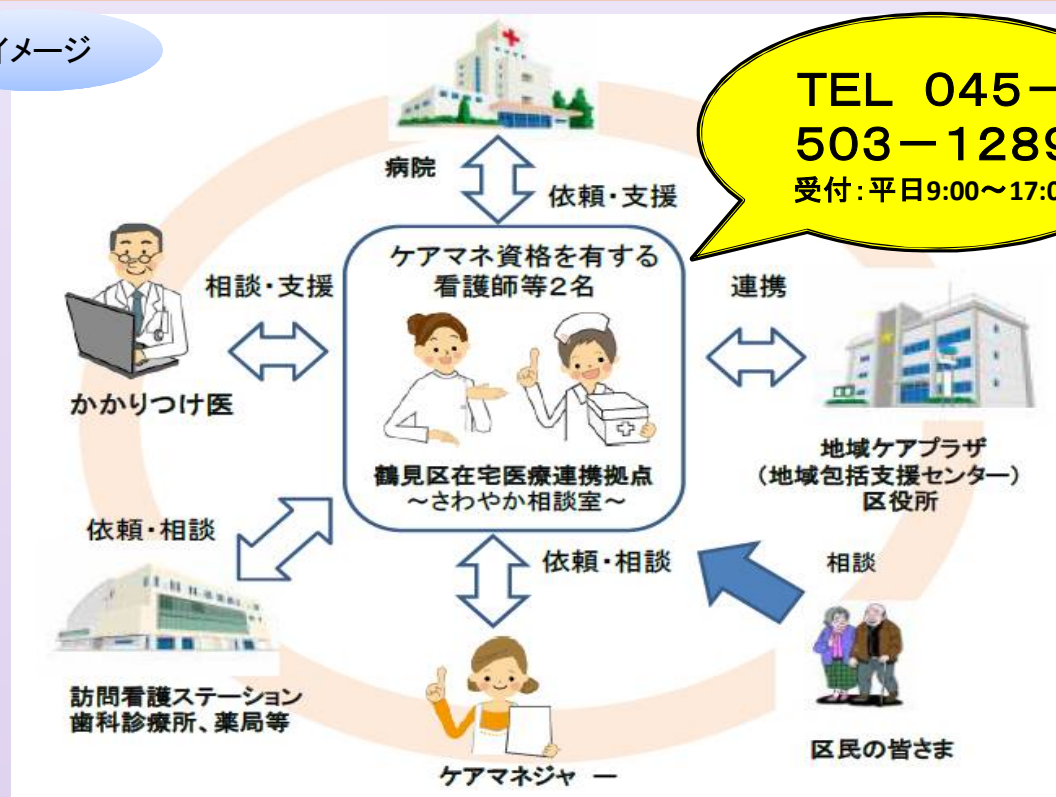 イメージ
TEL 045－
503－1289
受付：平日9:00～17:0
病院
依頼・支援
ケアマネ資格を有する
看護師等2名
相談・支援
連携
かかりつけ医
鶴見区在宅医療連携拠点
～さわやか相談室～
地域ケアプラザ
（地域包括支援センター）
区役所
依頼・相談
依頼・相談
相談
訪問看護ステーション
歯科診療所、薬局等
区民の皆さま
ケアマネジャ ー